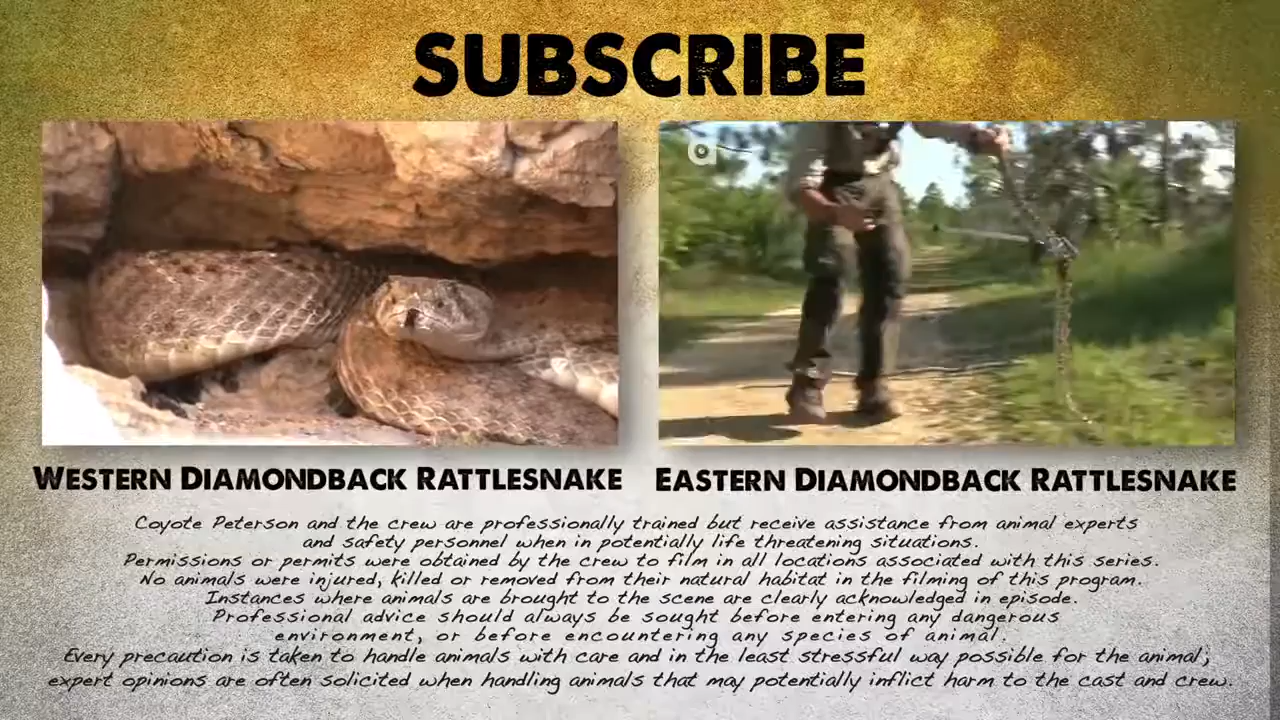 SUBSCRIBE
a
WESTERN DIAMONDBACK RATTLESNAKE
EASTERN DIAMONDBACK RATTLESNAKE
Coyote Peterson and the crew are professionally trained but receive assistance from animal experts
and safety personnel when in potentially life threatening situations.
Permissions or permits were obtained by the crew to film in all locations associated with this series.
No animals were injured, killed or removed from their natural habitat in the filming of this program.
Instances where animals are brought to the scene are clearly acknowledged in episode.
Professional advice should always be sought before entering any dangerous
environment, or before encountering any species of animal.
Every precaution is taken to handle animals with care and in the least stressful way possible for the animal;
expert opinions are often solicited when handling animals that may potentially inflict harm to the cast and crew.